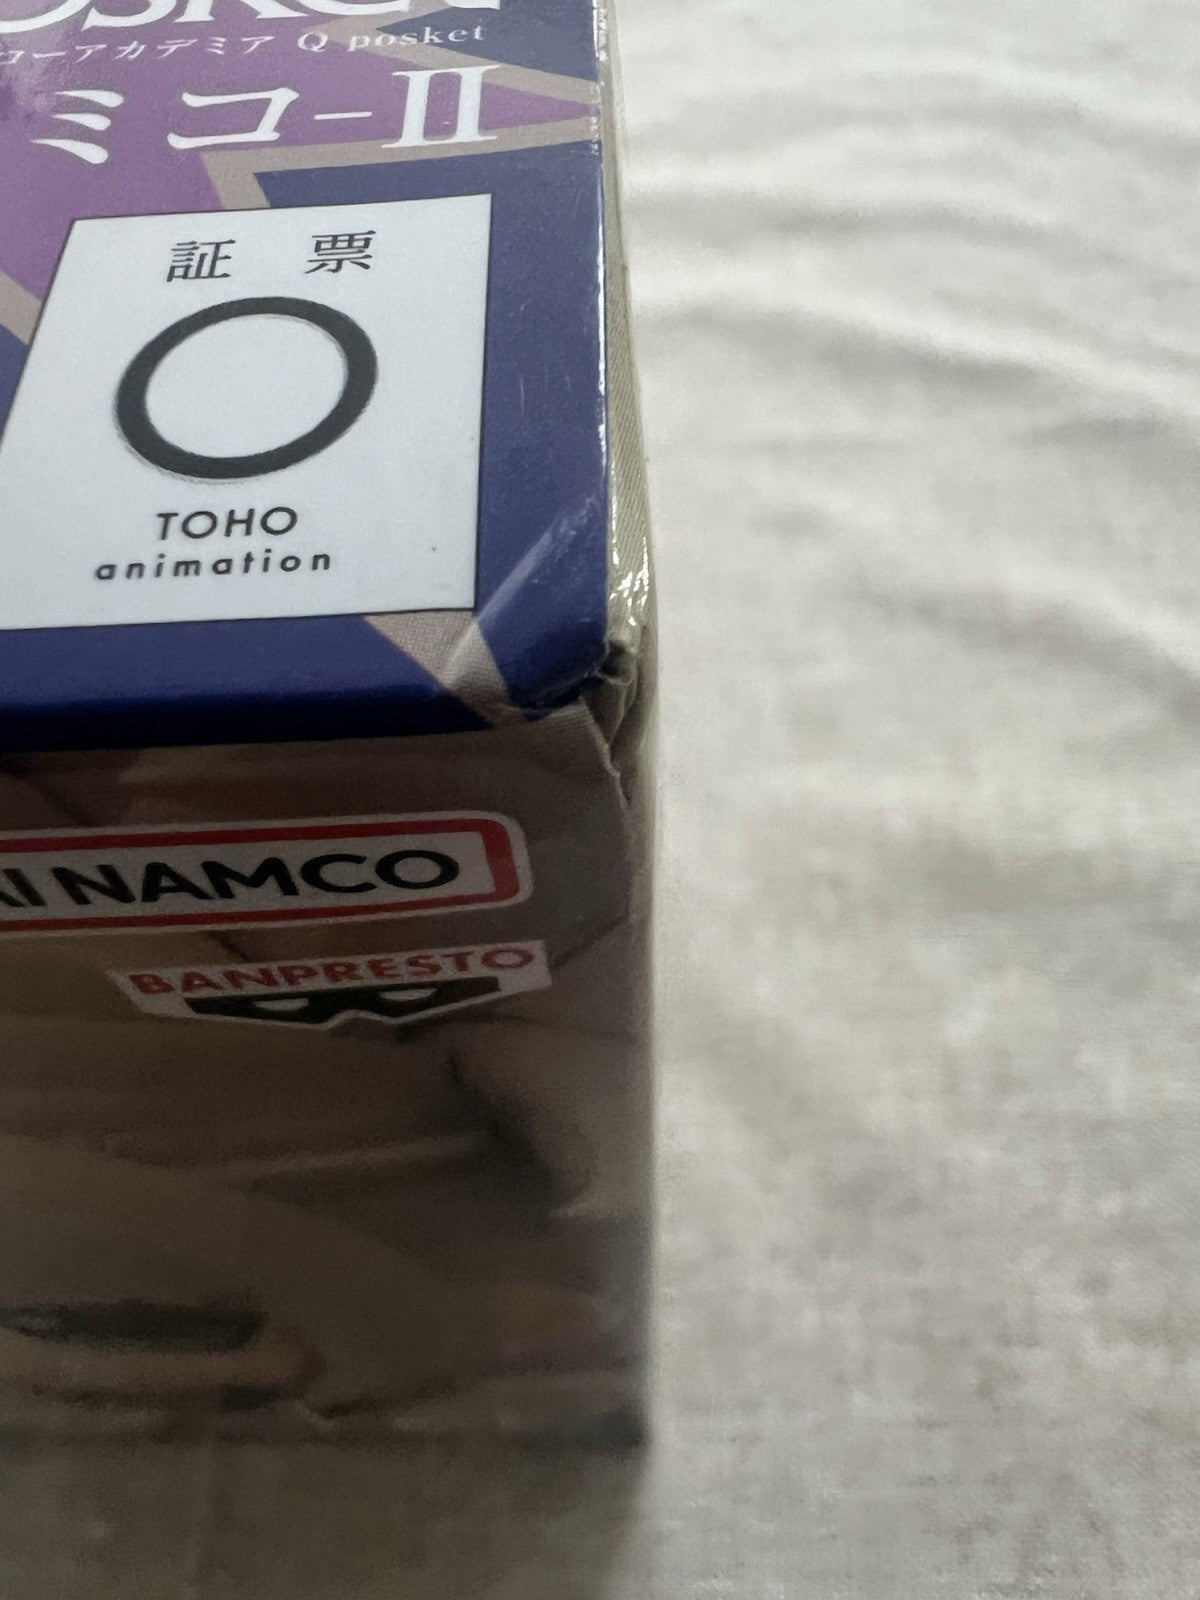 ローアカデミア Q posket
ミコ-II
証票
TOHO
animation
NAMCO
BANPRESTO